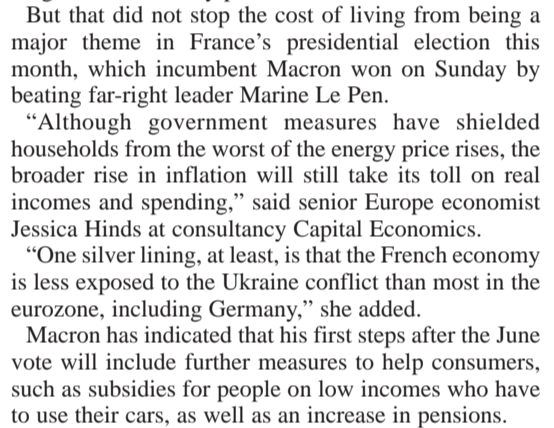 But that did not stop the cost of living from being a
major theme in France's presidential election this
month, which incumbent Macron won on Sunday by
beating far-right leader Marine Le Pen.
“Although government measures have shielded
households from the worst of the energy price rises, the
broader rise in inflation will still take its toll on real
incomes and spending,” said senior Europe economist
Jessica Hinds at consultancy Capital Economics.
“One silver lining, at least, is that the French economy
is less exposed to the Ukraine conflict than most in the
eurozone, including Germany,” she added.
Macron has indicated that his first steps after the June
vote will include further measures to help consumers,
such as subsidies for people on low incomes who have
to use their cars, as well as an increase in pensions.